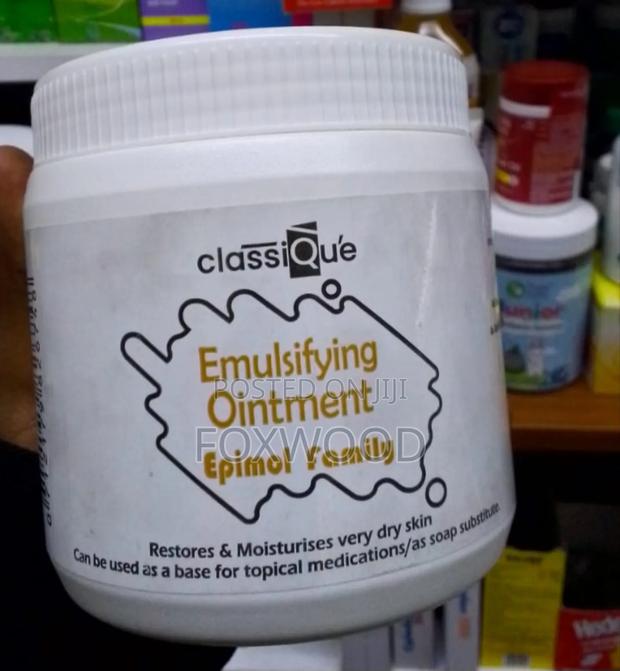 classiQué
Emulsifying
Ointment
POSTED ON JIJI
FOXWOOD
Epimol Family
Restores & Moisturises very dry skin
Can be used as a base for topical medications/as soap substitute.